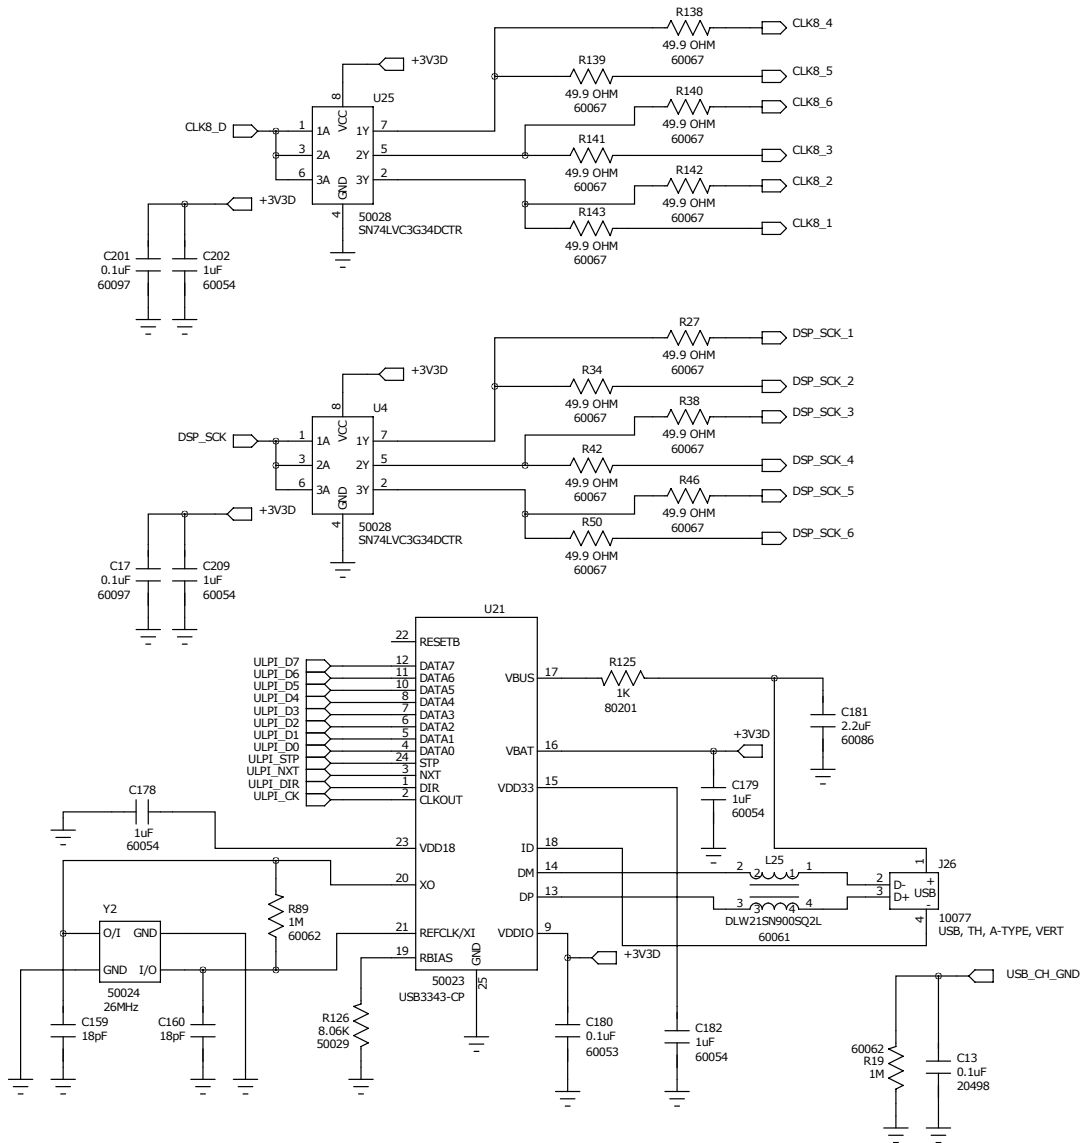 R138
49.9 OHM
60067
CLK8_4
R139
49.9 OHM
60067
CLK8_5
R140
49.9 OHM
60067
CLK8_6
R141
49.9 OHM
60067
CLK8_3
R142
49.9 OHM
60067
CLK8_2
R143
49.9 OHM
60067
CLK8_1
+3V3D
U25
8
VCC
CLK8_D
1 1A 1Y 7
3 2A 2Y 5
6 3A 3Y 2
GND
4
50028
SN74LVC3G34DCTR
+3V3D
C201
0.1uF
60097
C202
1uF
60054
R27
49.9 OHM
60067
DSP_SCK_1
R34
49.9 OHM
60067
DSP_SCK_2
R38
49.9 OHM
60067
DSP_SCK_3
R42
49.9 OHM
60067
DSP_SCK_4
R46
49.9 OHM
60067
DSP_SCK_5
R50
49.9 OHM
60067
DSP_SCK_6
+3V3D
U4
8
VCC
DSP_SCK
1 1A 1Y 7
3 2A 2Y 5
6 3A 3Y 2
GND
4
50028
SN74LVC3G34DCTR
+3V3D
C17
0.1uF
60097
C209
1uF
60054
U21
22 RESETB
ULPI_D7 12 DATA7
ULPI_D6 11 DATA6
ULPI_D5 10 DATA5
ULPI_D4 8 DATA4
ULPI_D3 7 DATA3
ULPI_D2 6 DATA2
ULPI_D1 5 DATA1
ULPI_D0 4 DATA0
ULPI_STP 24 STP
ULPI_NXT 3 NXT
ULPI_DIR 1 DIR
ULPI_CK 2 CLKOUT
23 VDD18
20 XO
21 REFCLK/XI
19 RBIAS
VBUS 17
VBAT 16
VDD33 15
ID 18
DM 14
DP 13
VDDIO 9
GND
25
50023
USB3343-CP
R125
1K
80201
C181
2.2uF
60086
+3V3D
C179
1uF
60054
C178
1uF
60054
L25
2 2 1 1
3 3 4 4
DLW21SN900SQ2L
60061
J26
1
2 D- +
3 D+ USB
-
4
10077
USB, TH, A-TYPE, VERT
Y2
O/I GND
GND I/O
50024
26MHz
R89
1M
60062
C159
18pF
C160
18pF
R126
8.06K
50029
+3V3D
C180
0.1uF
60053
C182
1uF
60054
USB_CH_GND
60062
R19
1M
C13
0.1uF
20498